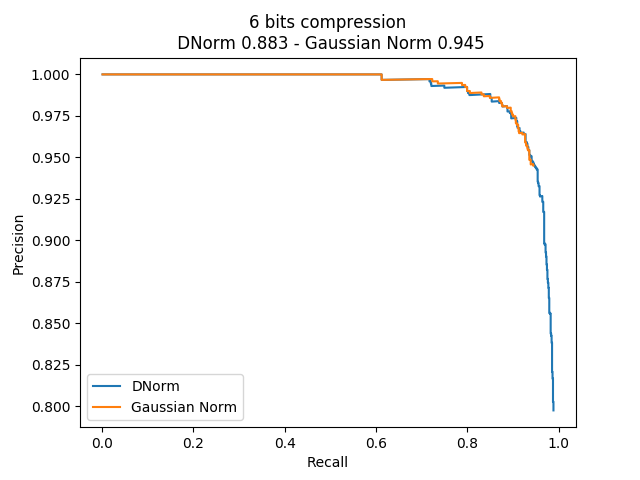 6 bits compression
DNorm 0.883 - Gaussian Norm 0.945
1.000
0.975
0.950
0.925
0.900
0.875
0.850
0.825
0.800
Precision
DNorm
Gaussian Norm
0.0 0.2 0.4 0.6 0.8 1.0
Recall